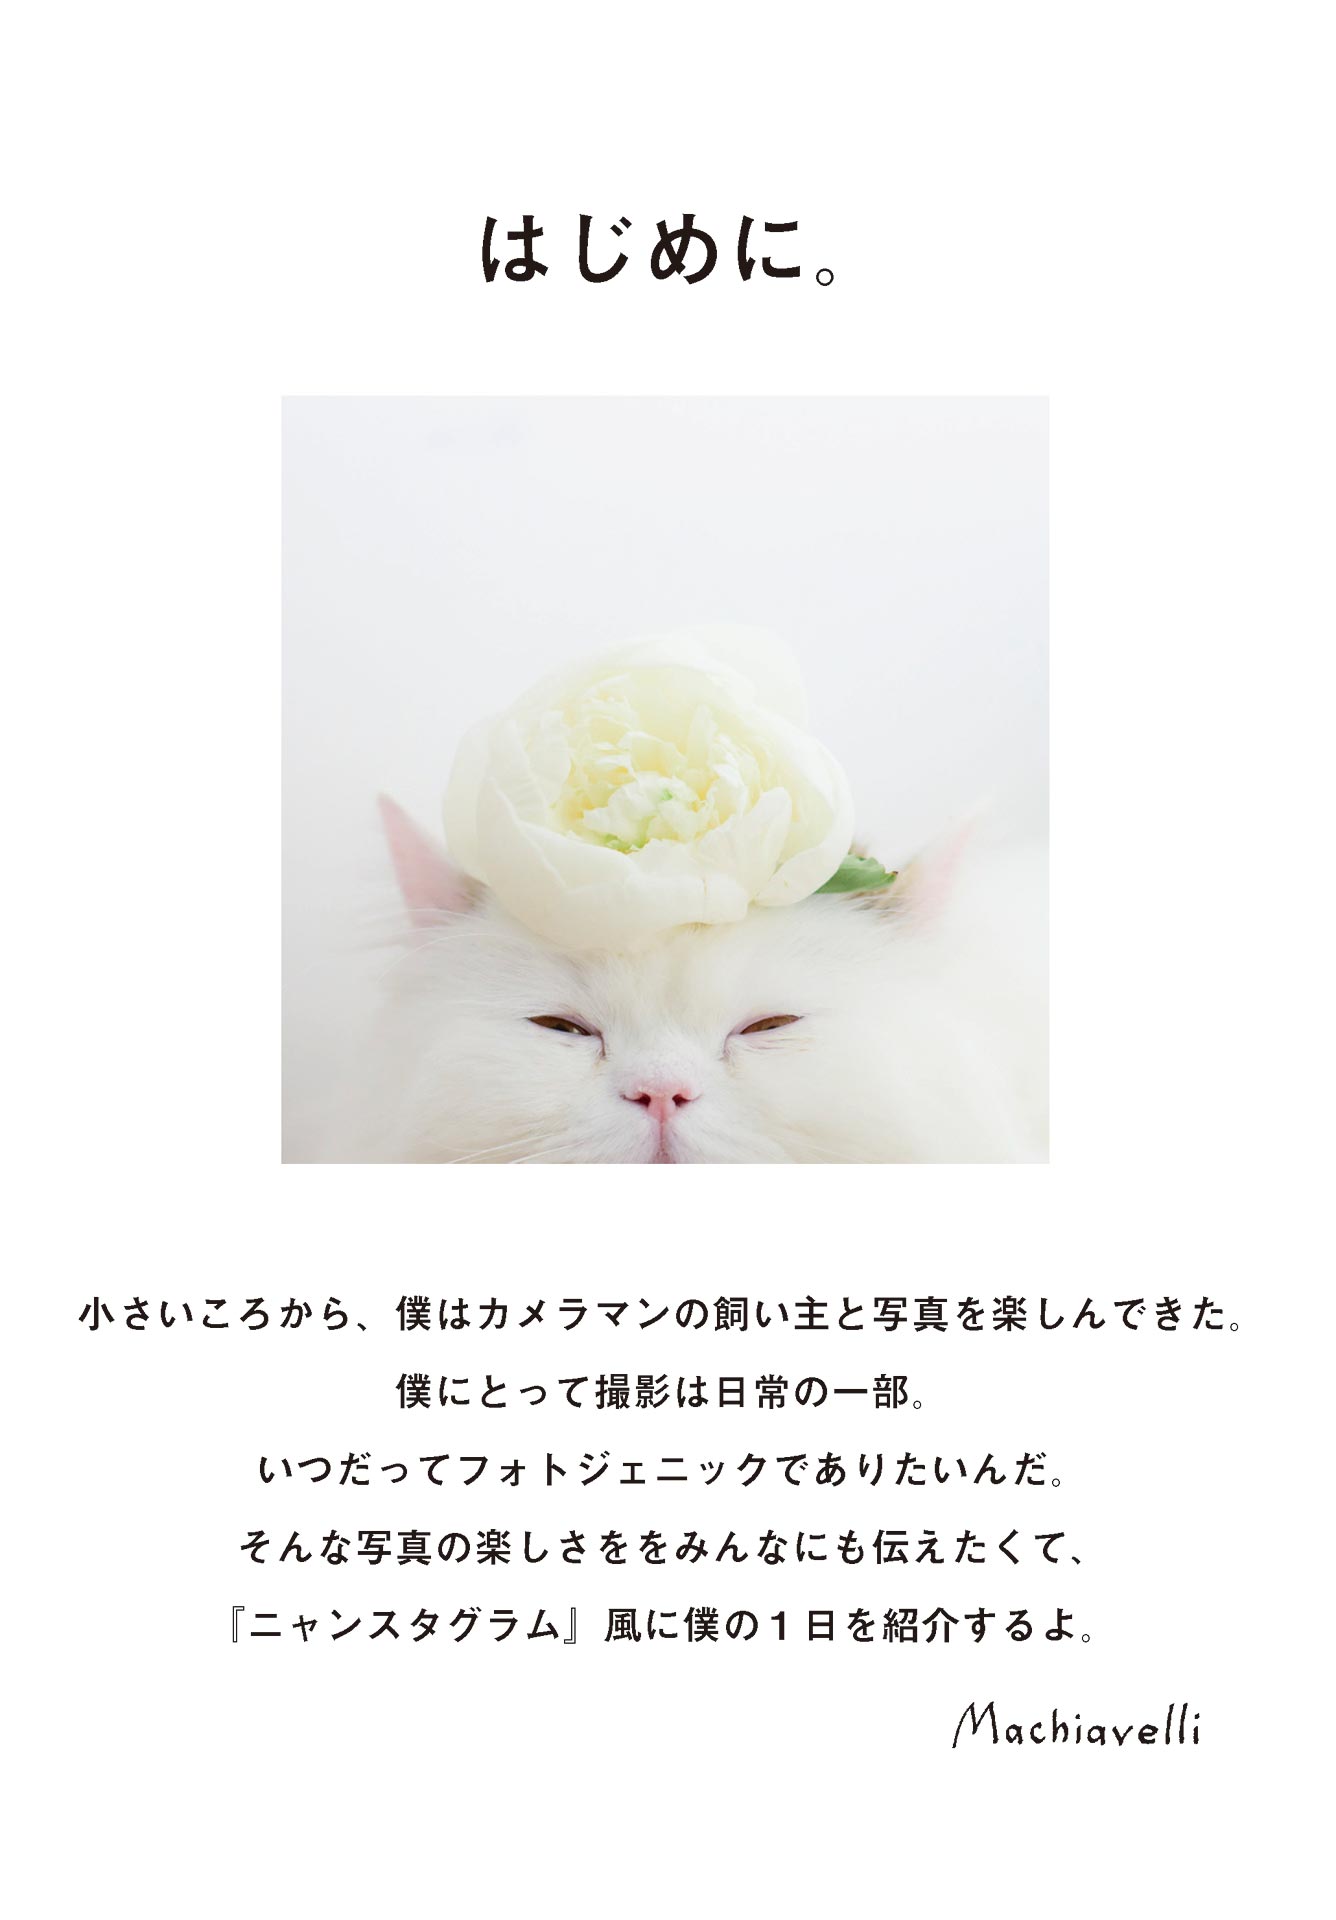 はじめに。
小さいころから、僕はカメラマンの飼い主と写真を楽しんできた。
僕にとって撮影は日常の一部。
いつだってフォトジェニックでありたいんだ。
そんな写真の楽しさををみんなにも伝えたくて、
『ニャンスタグラム』風に僕の１日を紹介するよ。
Machiavelli